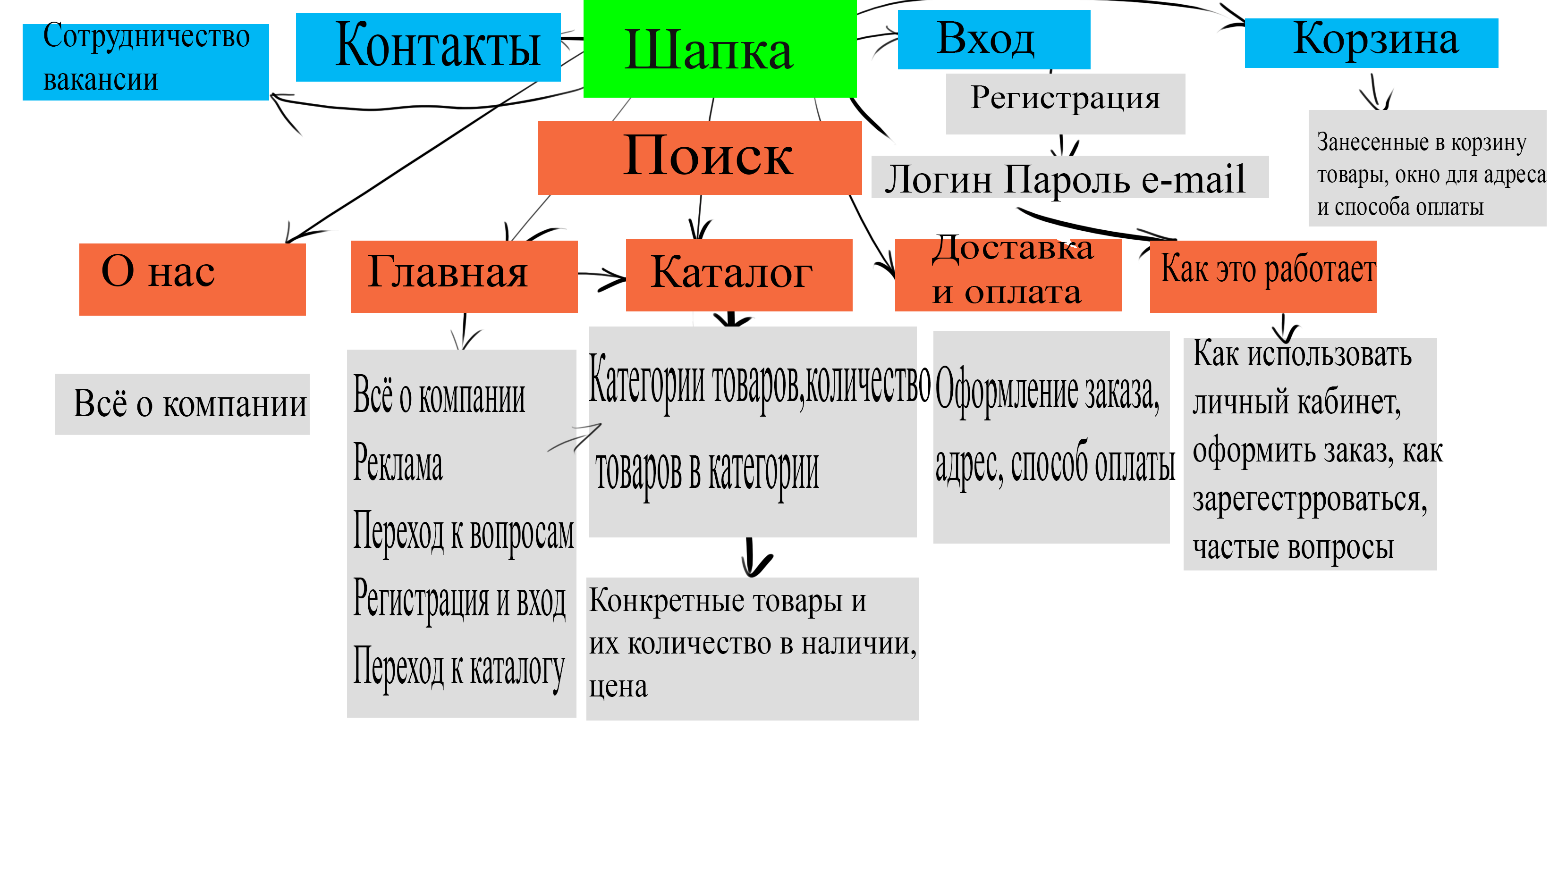 Сотрудничество
вакансии
Контакты
Шапка
Вход
Корзина
Регистрация
Поиск
Логин Пароль e-mail
Занесенные в корзину
товары, окно для адреса
и способа оплаты
О нас
Главная
Каталог
Доставка
и оплата
Как это работает
Всё о компании
Всё о компании
Реклама
Переход к вопросам
Регистрация и вход
Переход к каталогу
Категории товаров,количество
товаров в категории
Конкретные товары и
их количество в наличии,
цена
Оформление заказа,
адрес, способ оплаты
Как использовать
личный кабинет,
оформить заказ, как
зарегестрроваться,
частые вопросы